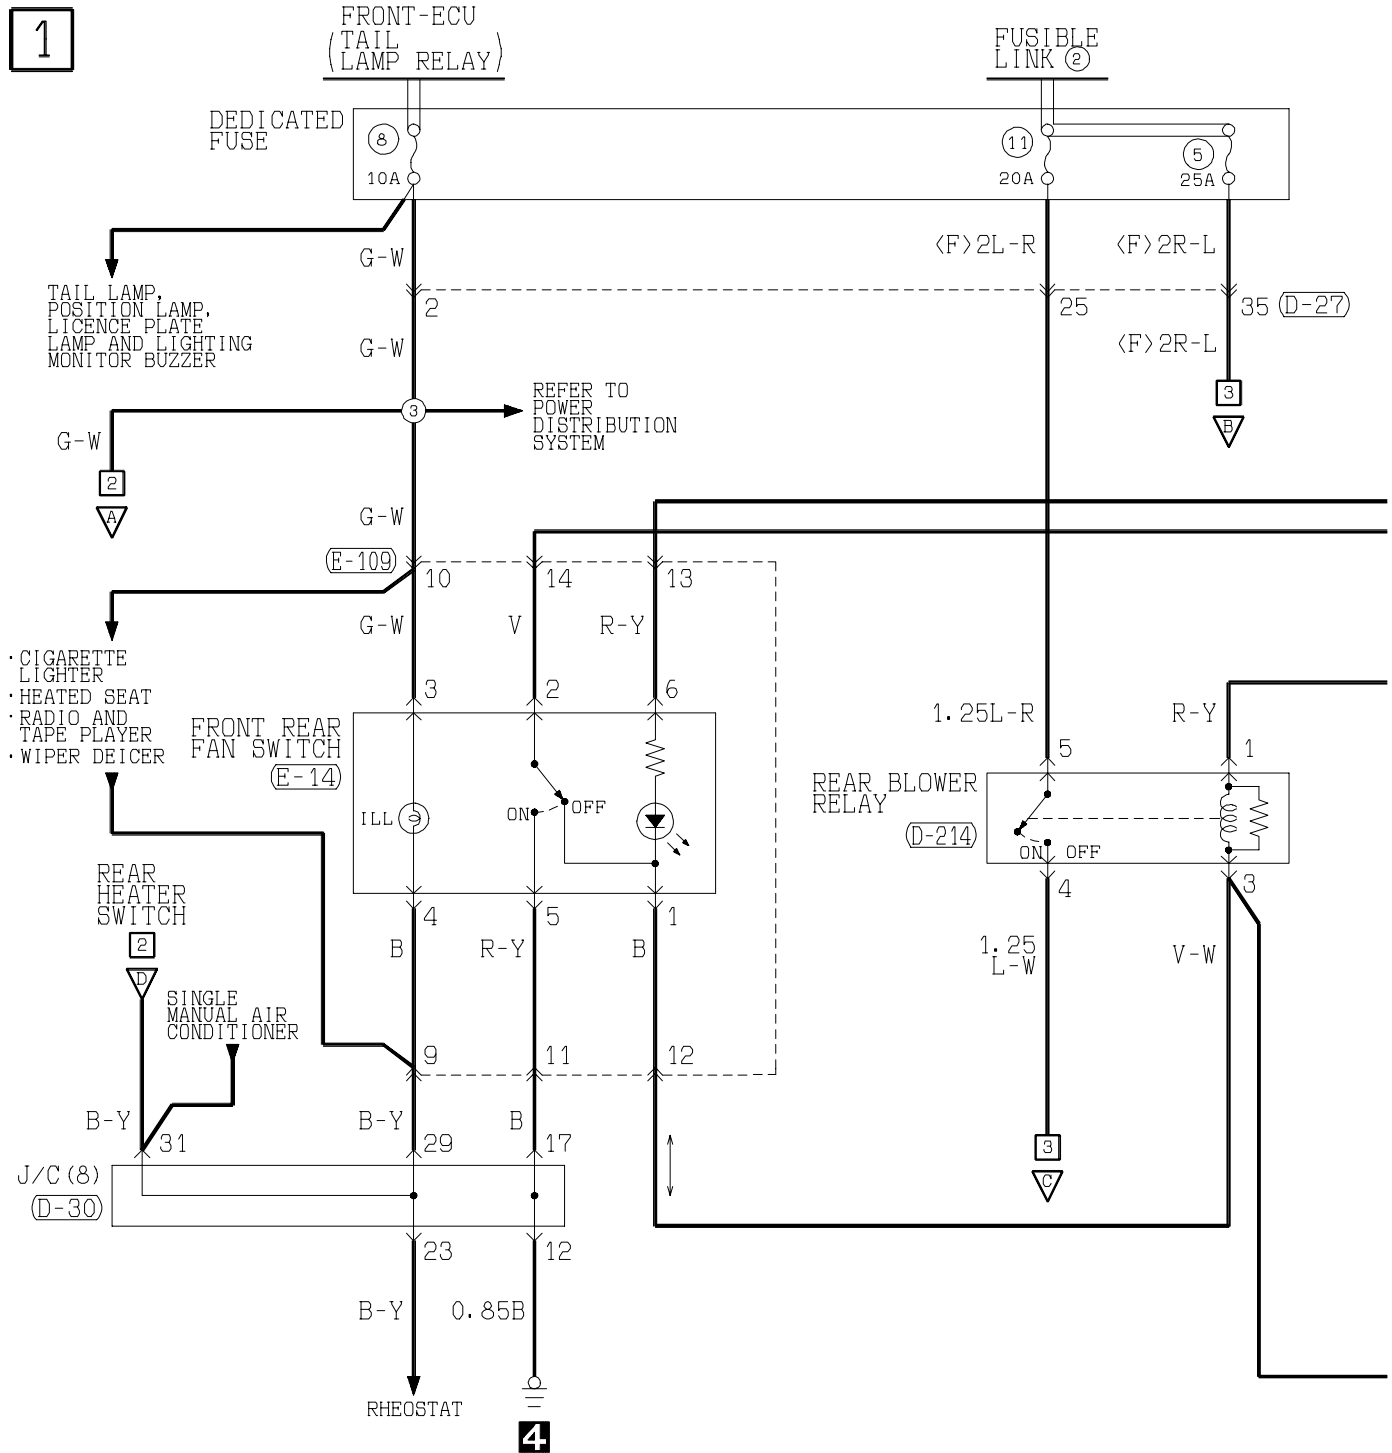 1
FRONT-ECU
(TAIL
LAMP RELAY)
FUSIBLE
LINK ②
DEDICATED
FUSE
8
10A
11
20A
5
25A
G-W
<F>2L-R
<F>2R-L
TAIL LAMP,
POSITION LAMP,
LICENCE PLATE
LAMP AND LIGHTING
MONITOR BUZZER
2
25
35
D-27
G-W
<F>2R-L
3
REFER TO
POWER
DISTRIBUTION
SYSTEM
3
B
G-W
2
A
G-W
E-109
10
14
13
G-W
V
R-Y
·CIGARETTE
LIGHTER
·HEATED SEAT
·RADIO AND
TAPE PLAYER
·WIPER DEICER
3
2
6
FRONT REAR
FAN SWITCH
E-14
ILL
ON
OFF
1.25L-R
R-Y
5
1
REAR BLOWER
RELAY
D-214
ON
OFF
REAR
HEATER
SWITCH
2
D
4
5
1
4
3
B
R-Y
B
1.25
L-W
V-W
SINGLE
MANUAL AIR
CONDITIONER
9
11
12
B-Y
B-Y
B
31
29
17
3
C
J/C(8)
D-30
23
12
B-Y
0.85B
RHEOSTAT
4